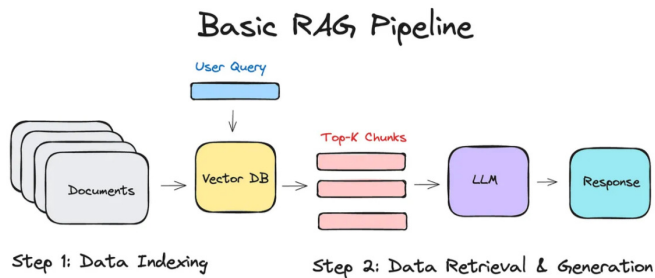 Basic RAG Pipeline
User Query
Top-K Chunks
Documents
Vector DB
LLM
Response
Step 1: Data Indexing
Step 2: Data Retrieval & Generation